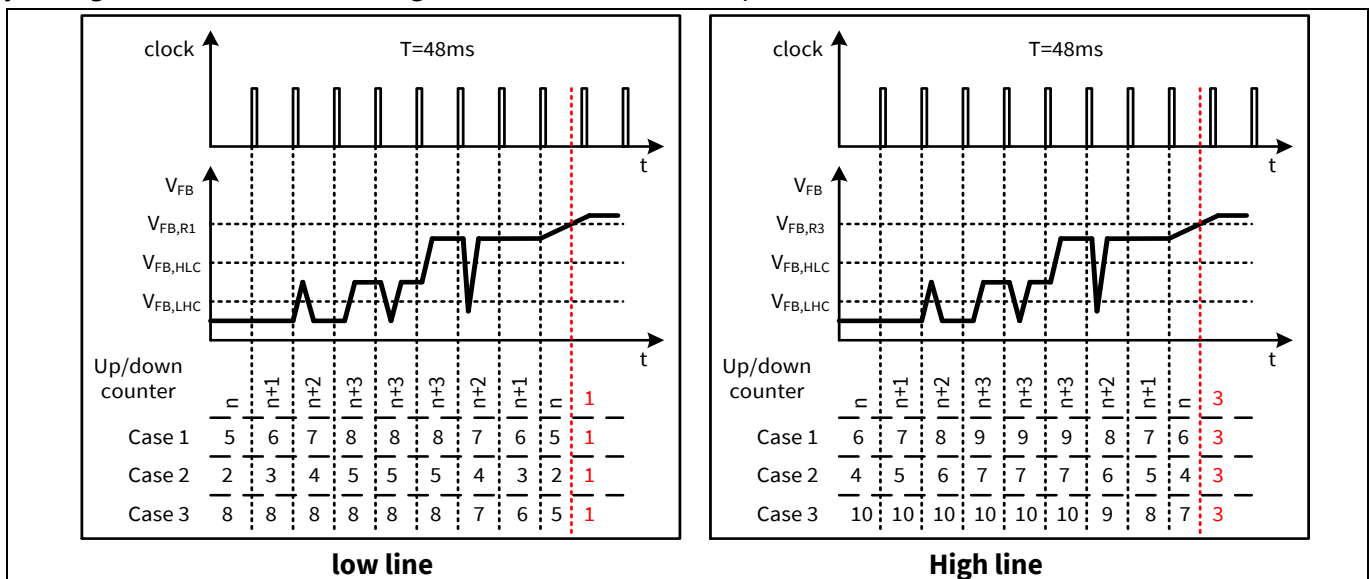 clock T=48ms
t
VFB
VFB,R1
VFB,HLC
VFB,LHC
t
Up/down
counter n n+1 n+2 n+3 n+3 n+3 n+2 n+1 n 1
Case 1 5 6 7 8 8 8 7 6 5 1
Case 2 2 3 4 5 5 5 4 3 2 1
Case 3 8 8 8 8 8 8 7 6 5 1
low line
clock T=48ms
t
VFB
VFB,R3
VFB,HLC
VFB,LHC
t
Up/down
counter n n+1 n+2 n+3 n+3 n+3 n+2 n+1 n 3
Case 1 6 7 8 9 9 9 8 7 6 3
Case 2 4 5 6 7 7 7 6 5 4 3
Case 3 10 10 10 10 10 10 9 8 7 3
High line